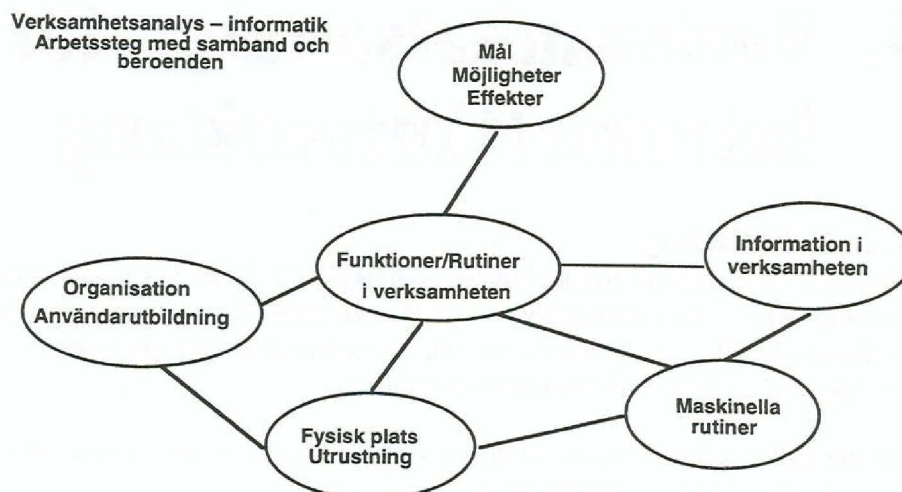 Verksamhetsanalys – informatik
Arbetssteg med samband och
beroenden
Mål
Möjligheter
Effekter
Funktioner/Rutiner
i verksamheten
Information i
verksamheten
Organisation
Användarutbildning
Maskinella
rutiner
Fysisk plats
Utrustning